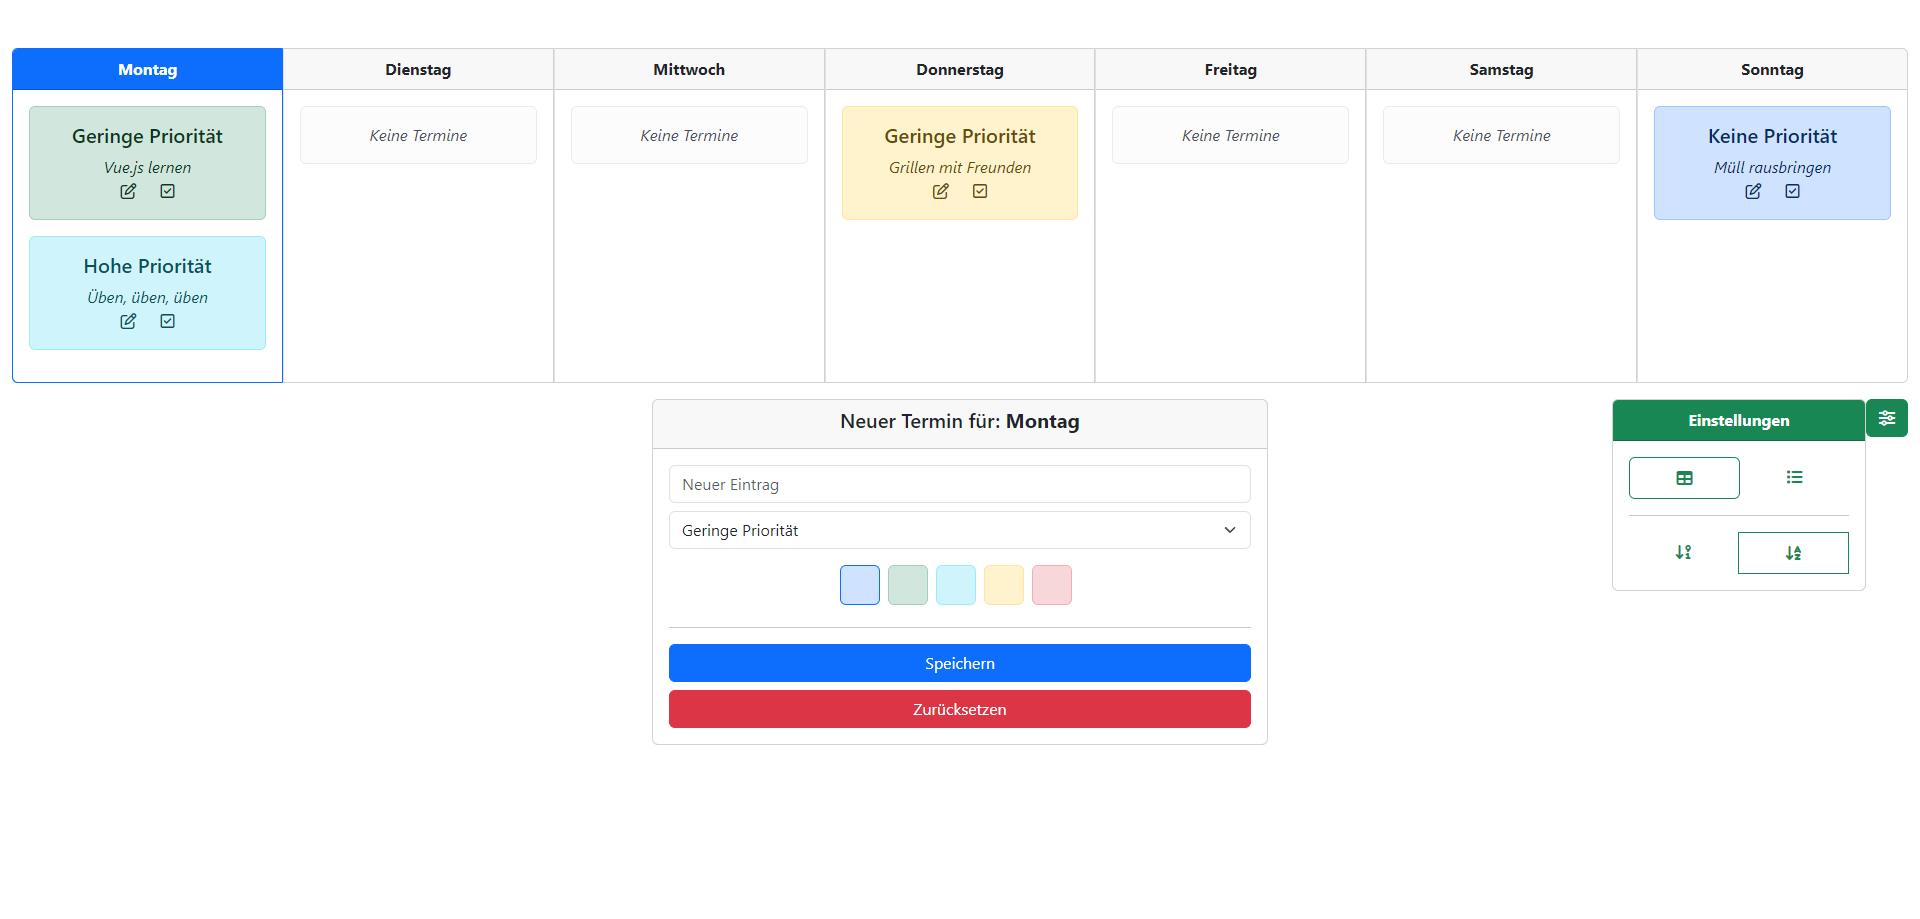 Montag
Dienstag
Mittwoch
Donnerstag
Freitag
Samstag
Sonntag
Geringe Priorität
Vue.js lernen
Hohe Priorität
Üben, üben, üben
Keine Termine
Keine Termine
Geringe Priorität
Grillen mit Freunden
Keine Termine
Keine Termine
Keine Priorität
Müll rausbringen
Neuer Termin für: Montag
Neuer Eintrag
Geringe Priorität
Speichern
Zurücksetzen
Einstellungen